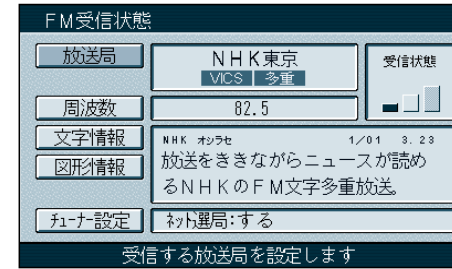 FM受信状態
放送局
NHK東京
VICS 多重
受信状態
周波数
82.5
文字情報
図形情報
NHK オシラセ 1/01 3.23
放送をききながらニュースが読め
るNHKのFM文字多重放送。
チューナー設定
ネット選局:する
受信する放送局を設定します